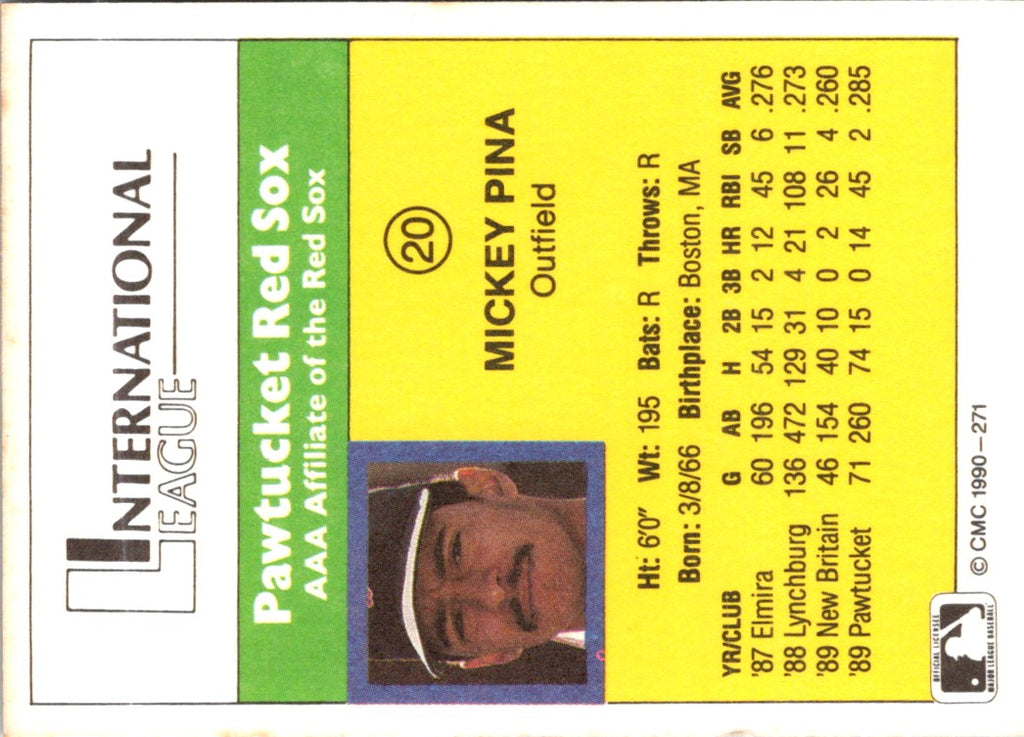 INTERNATIONAL
LEAGUE
Pawtucket Red Sox
AAA Affiliate of the Red Sox
20
MICKEY PINA
Outfield
Ht: 6'0" Wt: 195 Bats: R Throws: R
Born: 3/8/66 Birthplace: Boston, MA
YR/CLUB G AB H 2B 3B HR RBI SB AVG
'87 Elmira 60 196 54 15 2 12 45 6 .276
'88 Lynchburg 136 472 129 31 4 21 108 11 .273
'89 New Britain 46 154 40 10 0 2 26 4 .260
'89 Pawtucket 71 260 74 15 0 14 45 2 .285
OFFICIAL LICENSEE
MAJOR LEAGUE BASEBALL
© CMC 1990-271